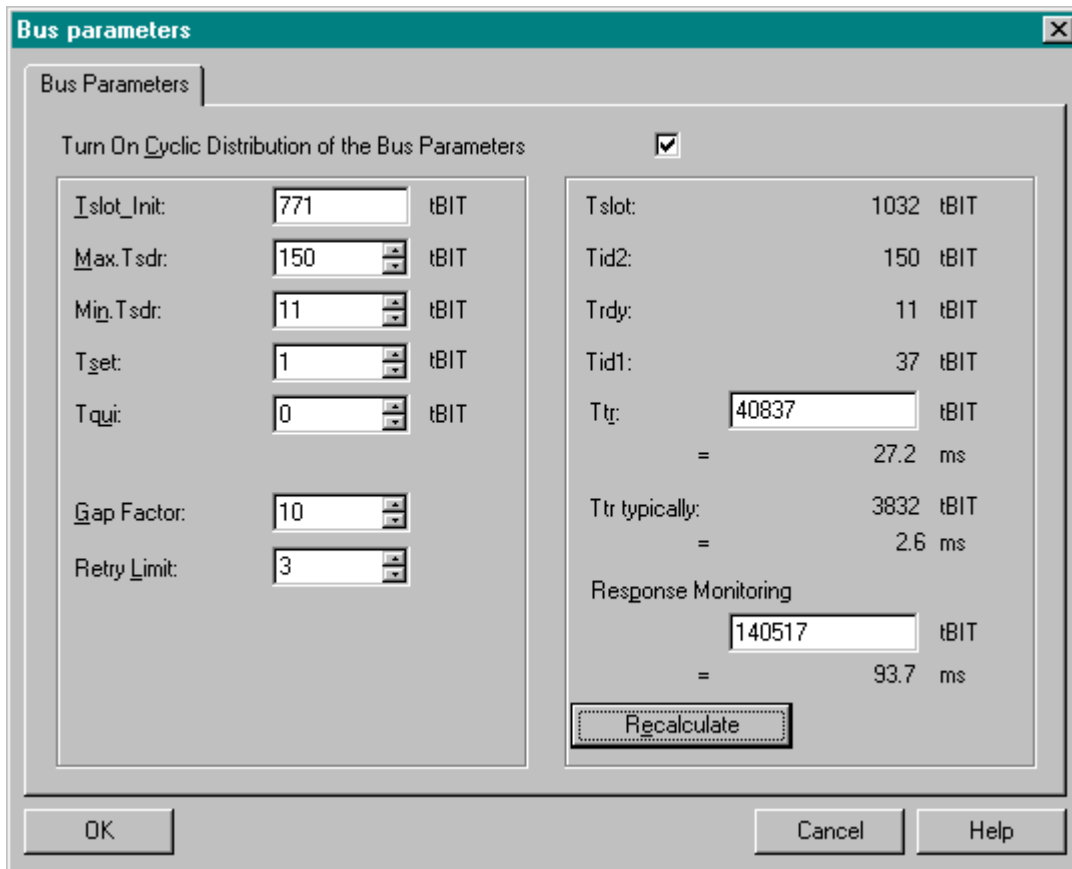 Bus parameters
Bus Parameters
Turn On Cyclic Distribution of the Bus Parameters
Tslot_Init: 771 tBIT
Max.Tsdr: 150 tBIT
Min.Tsdr: 11 tBIT
Tset: 1 tBIT
Tqui: 0 tBIT
Gap Factor: 10
Retry Limit: 3
Tslot: 1032 tBIT
Tid2: 150 tBIT
Trdy: 11 tBIT
Tid1: 37 tBIT
Ttr: 40837 tBIT
= 27.2 ms
Ttr typically: 3832 tBIT
= 2.6 ms
Response Monitoring
140517 tBIT
= 93.7 ms
Recalculate
OK Cancel Help